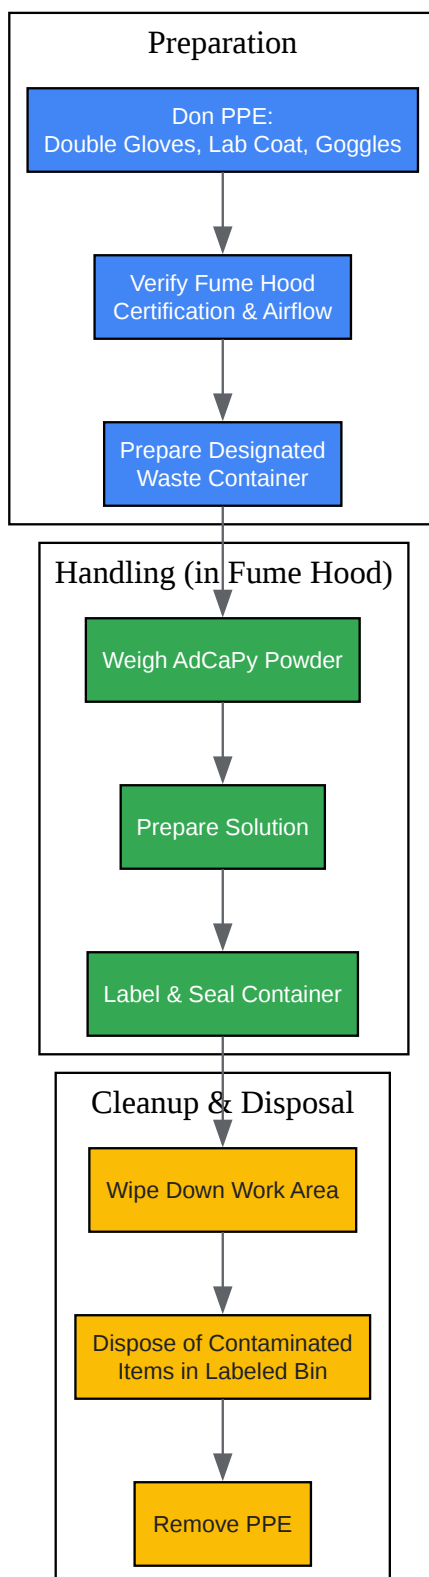 Preparation
Don PPE:
Double Gloves, Lab Coat, Goggles
Verify Fume Hood
Certification & Airflow
Prepare Designated
Waste Container
Handling (in Fume Hood)
Weigh AdCaPy Powder
Prepare Solution
Label & Seal Container
Cleanup & Disposal
Wipe Down Work Area
Dispose of Contaminated
Items in Labeled Bin
Remove PPE